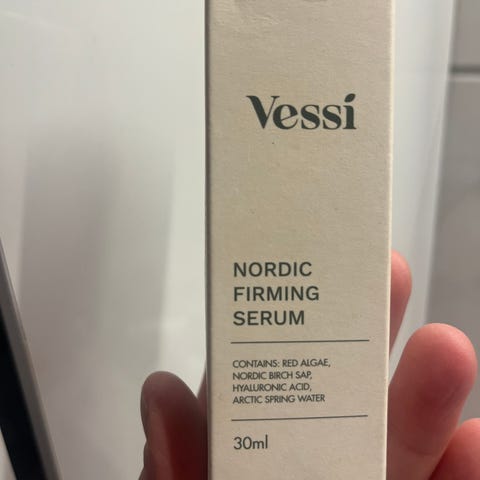 Vessi
NORDIC
FIRMING
SERUM
CONTAINS: RED ALGAE,
NORDIC BIRCH SAP,
HYALURONIC ACID,
ARCTIC SPRING WATER
30ml